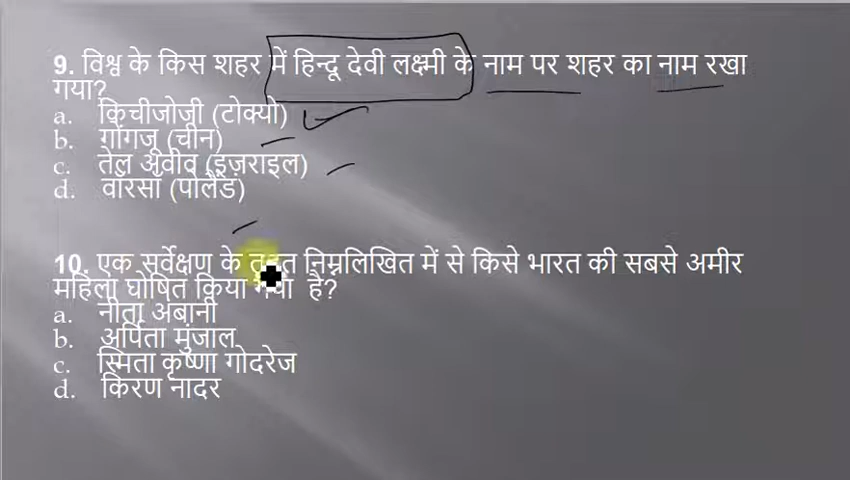 9. विश्व के किस शहर में हिन्दू देवी लक्ष्मी के नाम पर शहर का नाम रखा
गया?
a. किचीजोजी (टोक्यो)
b. गोंगजू (चीन)
c. तेल अवीव (इज़राइल)
d. वॉरसॉ (पोलैंड)
10. एक सर्वेक्षण के तहत निम्नलिखित में से किसे भारत की सबसे अमीर
महिला घोषित किया गया है?
a. नीता अंबानी
b. अर्पिता मुंजाल
c. स्मिता कृष्णा गोदरेज
d. किरण नादर